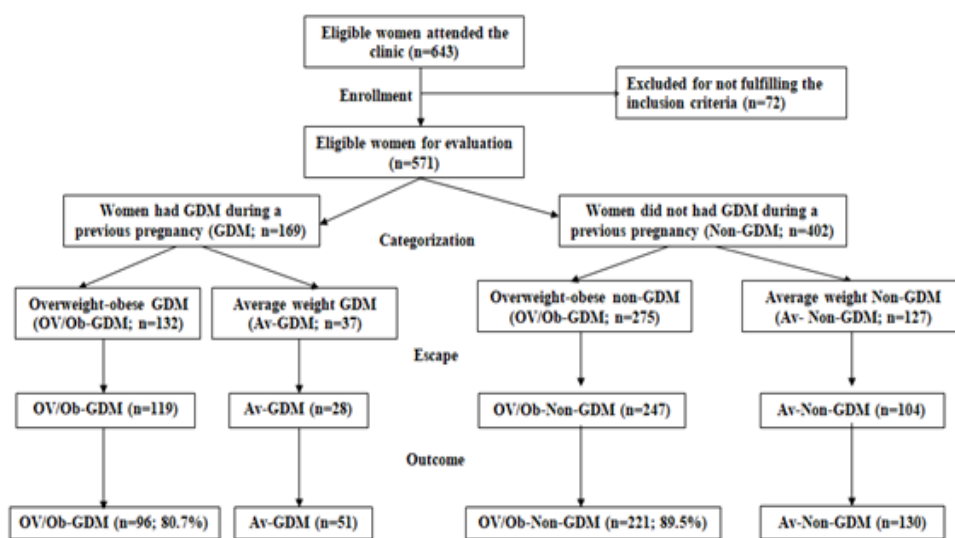 Eligible women attended the
clinic (n=643)
Enrollment
Excluded for not fulfilling the
inclusion criteria (n=72)
Eligible women for evaluation
(n=571)
Women had GDM during a
previous pregnancy (GDM; n=169)
Categorization
Women did not had GDM during a
previous pregnancy (Non-GDM; n=402)
Overweight-obese GDM
(OV/Ob-GDM; n=132)
Average weight GDM
(Av-GDM; n=37)
Overweight-obese non-GDM
(OV/Ob-GDM; n=275)
Average weight Non-GDM
(Av- Non-GDM; n=127)
Escape
OV/Ob-GDM (n=119)
Av-GDM (n=28)
OV/Ob-Non-GDM (n=247)
Av-Non-GDM (n=104)
Outcome
OV/Ob-GDM (n=96; 80.7%)
Av-GDM (n=51)
OV/Ob-Non-GDM (n=221; 89.5%)
Av-Non-GDM (n=130)